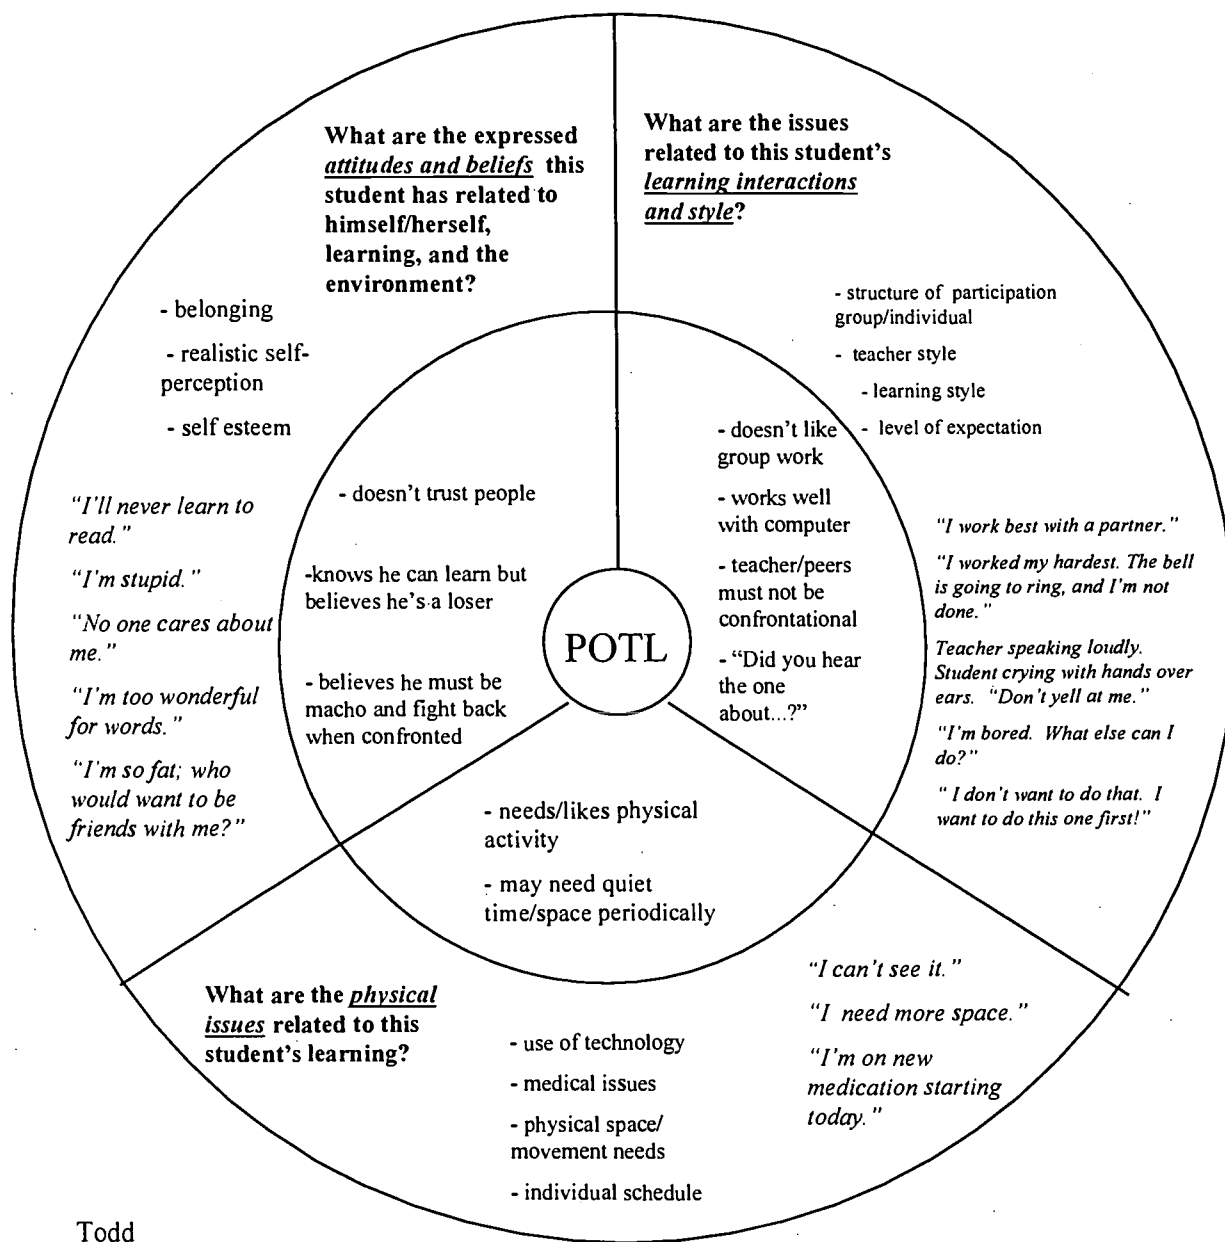 What are the expressed
attitudes and beliefs this
student has related to
himself/herself,
learning, and the
environment?
- belonging
- realistic self-
perception
- self esteem
"I'll never learn to
read."
"I'm stupid."
"No one cares about
me."
"I'm too wonderful
for words."
"I'm so fat; who
would want to be
friends with me?"
- doesn't trust people
-knows he can learn but
believes he's a loser
- believes he must be
macho and fight back
when confronted
What are the issues
related to this student's
learning interactions
and style?
- structure of participation
group/individual
- teacher style
- learning style
- level of expectation
- doesn't like
group work
- works well
with computer
- teacher/peers
must not be
confrontational
- "Did you hear
the one
about...?"
"I work best with a partner."
"I worked my hardest. The bell
is going to ring, and I'm not
done."
Teacher speaking loudly.
Student crying with hands over
ears. "Don't yell at me."
"I'm bored. What else can I
do?"
" I don't want to do that. I
want to do this one first!"
POTL
- needs/likes physical
activity
- may need quiet
time/space periodically
What are the physical
issues related to this
student's learning?
- use of technology
- medical issues
- physical space/
movement needs
- individual schedule
"I can't see it."
"I need more space."
"I'm on new
medication starting
today."
Todd